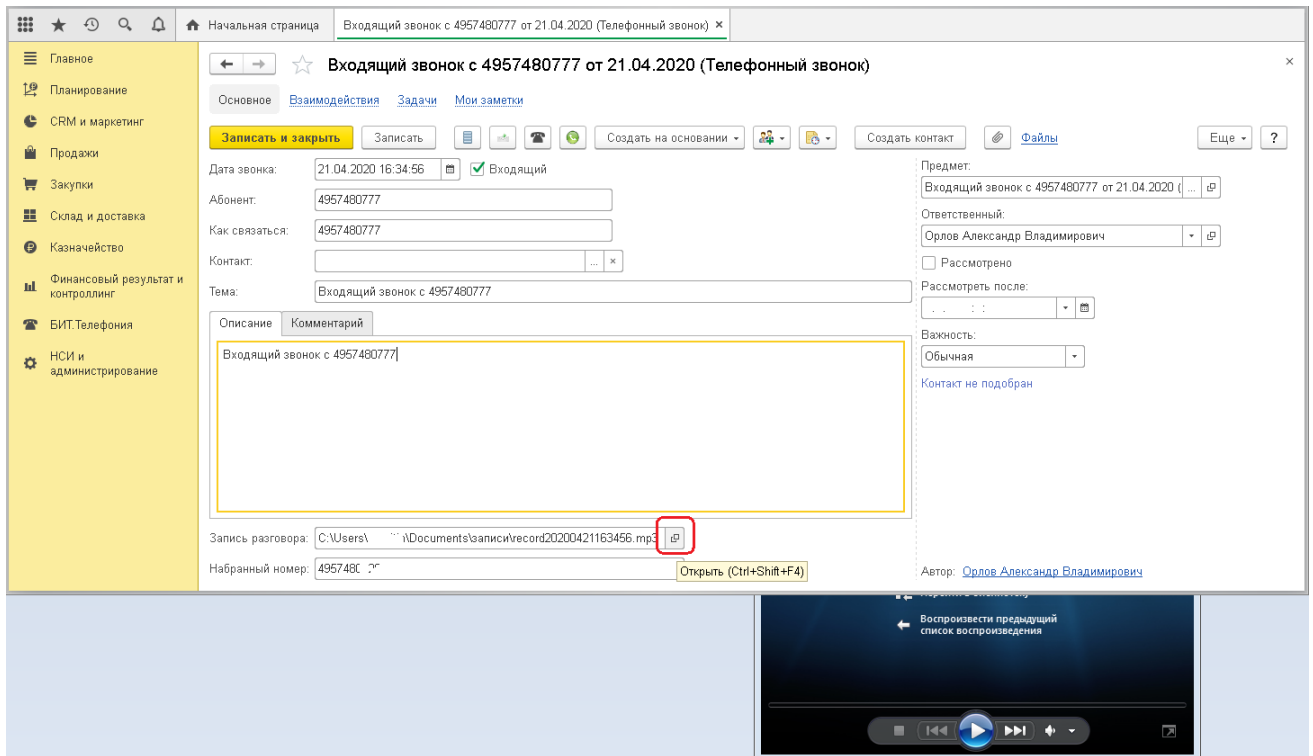 Начальная страница
Входящий звонок с 4957480777 от 21.04.2020 (Телефонный звонок) ×
Главное
Планирование
CRM и маркетинг
Продажи
Закупки
Склад и доставка
Казначейство
Финансовый результат и
контроллинг
БИТ.Телефония
НСИ и
администрирование
Входящий звонок с 4957480777 от 21.04.2020 (Телефонный звонок)
Основное Взаимодействия Задачи Мои заметки
Записать и закрыть Записать Создать на основании Создать контакт Файлы Еще ?
Дата звонка: 21.04.2020 16:34:56 Входящий
Абонент: 4957480777
Как связаться: 4957480777
Контакт: ... ×
Тема: Входящий звонок с 4957480777
Описание Комментарий
Входящий звонок с 4957480777
Запись разговора: C:\Users\ \Documents\записи\record20200421163456.mp3
Набранный номер: 495748
Открыть (Ctrl+Shift+F4)
Предмет:
Входящий звонок с 4957480777 от 21.04.2020 ( ...
Ответственный:
Орлов Александр Владимирович
Рассмотрено
Рассмотреть после:
. . : :
Важность:
Обычная
Контакт не подобран
Автор: Орлов Александр Владимирович
Воспроизвести предыдущий
список воспроизведения